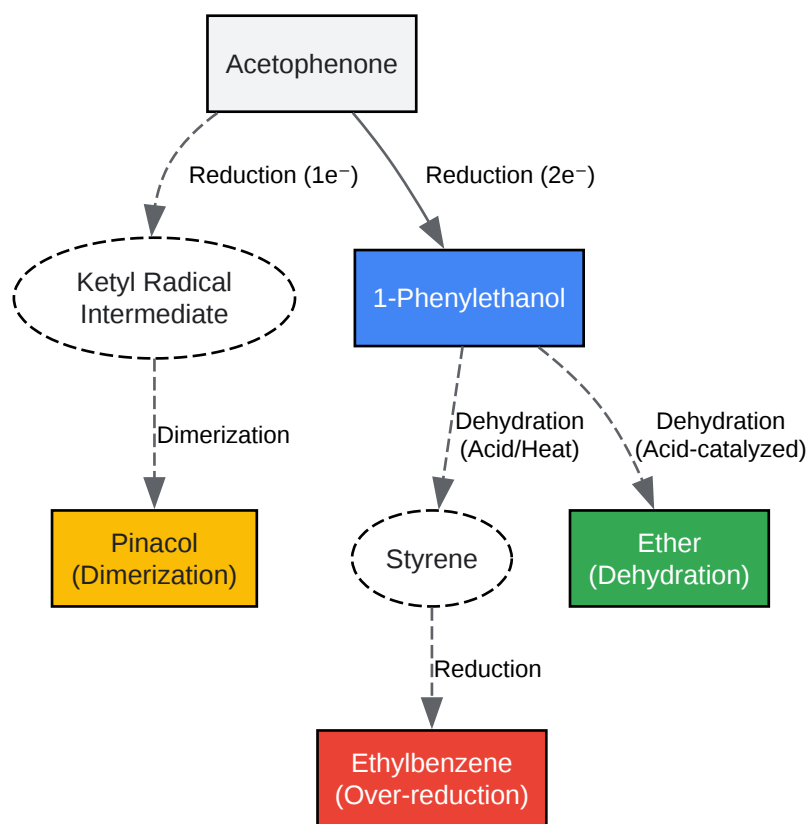 Acetophenone
Reduction (1e⁻)
Reduction (2e⁻)
Ketyl Radical
Intermediate
1-Phenylethanol
Dimerization
Dehydration
(Acid/Heat)
Dehydration
(Acid-catalyzed)
Pinacol
(Dimerization)
Styrene
Ether
(Dehydration)
Reduction
Ethylbenzene
(Over-reduction)